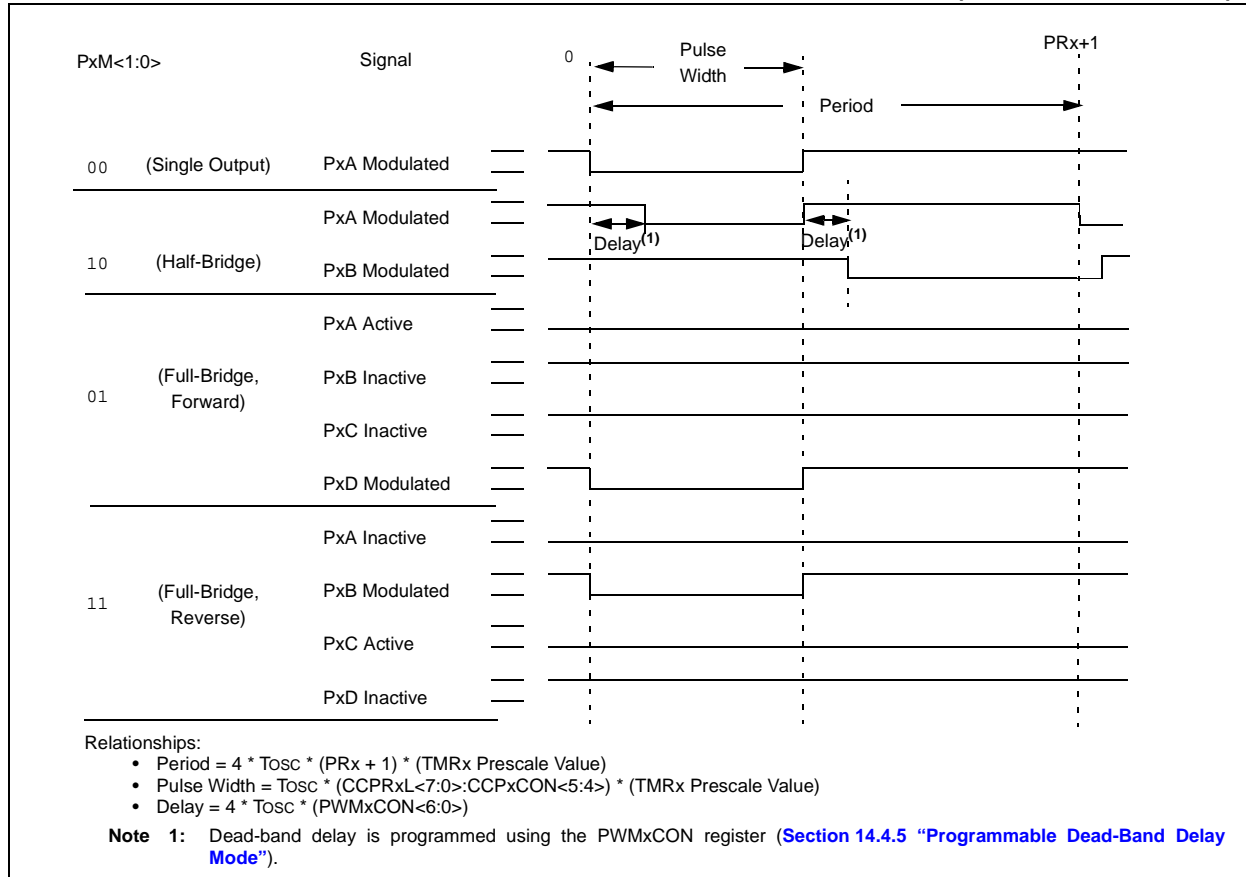 PxM<1:0>
Signal
0
Pulse
Width
PRx+1
Period
00
(Single Output)
PxA Modulated
PxA Modulated
Delay(1)
Delay(1)
10
(Half-Bridge)
PxB Modulated
PxA Active
01
(Full-Bridge,
Forward)
PxB Inactive
PxC Inactive
PxD Modulated
PxA Inactive
11
(Full-Bridge,
Reverse)
PxB Modulated
PxC Active
PxD Inactive
Relationships:
• Period = 4 * TOSC * (PRx + 1) * (TMRx Prescale Value)
• Pulse Width = TOSC * (CCPRxL<7:0>:CCPxCON<5:4>) * (TMRx Prescale Value)
• Delay = 4 * TOSC * (PWMxCON<6:0>)
Note 1: Dead-band delay is programmed using the PWMxCON register (Section 14.4.5 “Programmable Dead-Band Delay
Mode”).